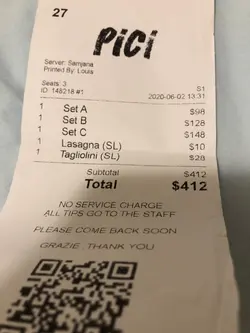 27
PiCi
Server: Samjana
Printed By: Louis
Seats: 3
S1
ID: 148218 #1 2020-06-02 13:31
1 Set A $98
1 Set B $128
1 Set C $148
1 Lasagna (SL) $10
1 Tagliolini (SL) $28
Subtotal $412
Total $412
NO SERVICE CHARGE
ALL TIPS GO TO THE STAFF
PLEASE COME BACK SOON
GRAZIE THANK YOU